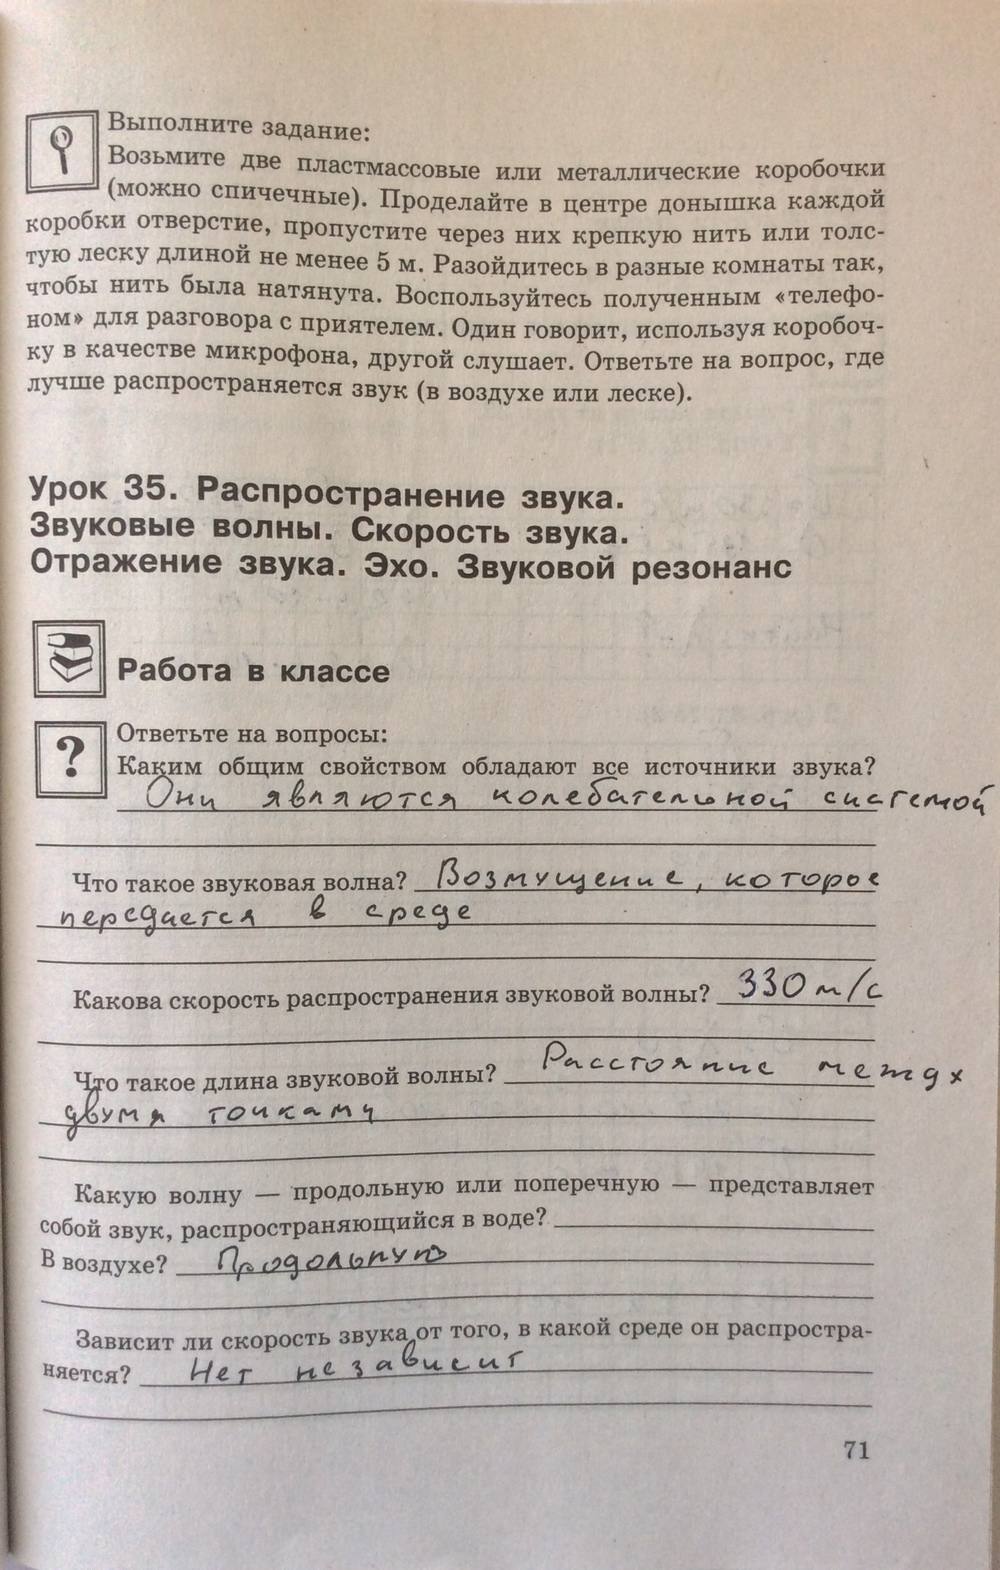 Выполните задание:
Возьмите две пластмассовые или металлические коробочки
(можно спичечные). Проделайте в центре донышка каждой
коробки отверстие, пропустите через них крепкую нить или толс-
тую леску длиной не менее 5 м. Разойдитесь в разные комнаты так,
чтобы нить была натянута. Воспользуйтесь полученным «телефо-
ном» для разговора с приятелем. Один говорит, используя коробоч-
ку в качестве микрофона, другой слушает. Ответьте на вопрос, где
лучше распространяется звук (в воздухе или леске).
Урок 35. Распространение звука.
Звуковые волны. Скорость звука.
Отражение звука. Эхо. Звуковой резонанс
Работа в классе
?
Ответьте на вопросы:
Каким общим свойством обладают все источники звука?
Они являются колебательной системой
Что такое звуковая волна? Возмущение, которое
передается в среде
Какова скорость распространения звуковой волны? 330 м/с
Что такое длина звуковой волны? Расстояние между
двумя точками
Какую волну — продольную или поперечную — представляет
собой звук, распространяющийся в воде?
В воздухе? Продольную
Зависит ли скорость звука от того, в какой среде он распростра-
няется? Нет не зависит
71